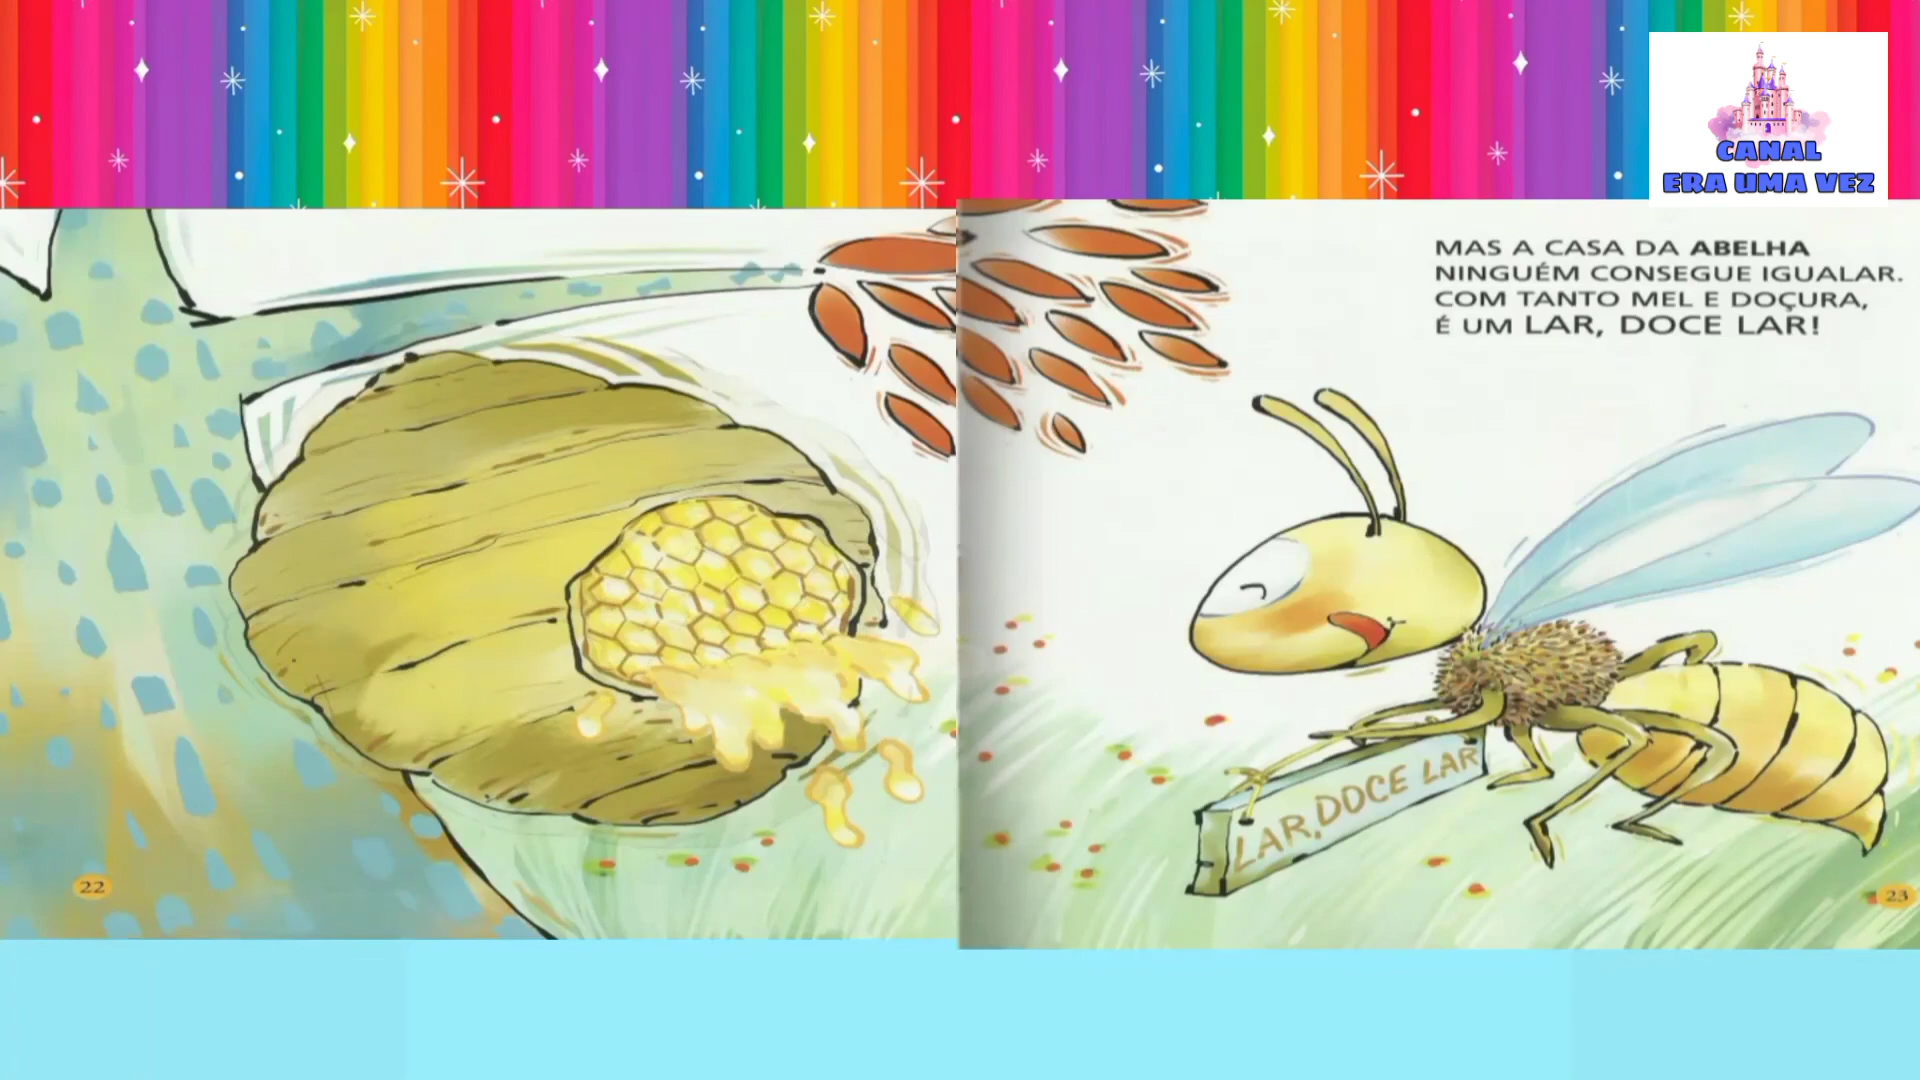 CANAL
ERA UMA VEZ
MAS A CASA DA ABELHA
NINGUÉM CONSEGUE IGUALAR.
COM TANTO MEL E DOÇURA,
É UM LAR, DOCE LAR!
LAR, DOCE LAR
22
23